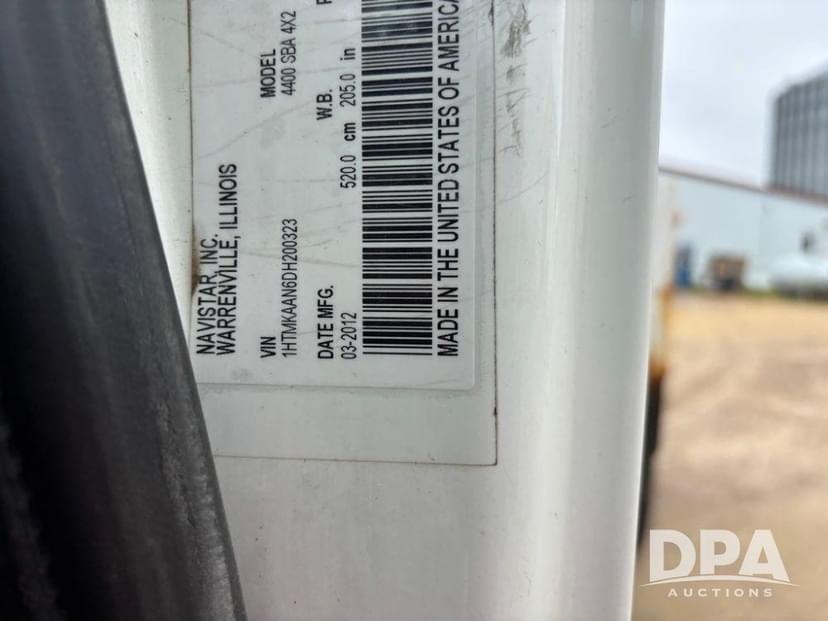 NAVISTAR, INC.
WARRENVILLE, ILLINOIS
VIN
1HTMKAAN6DH200323
MODEL
4400 SBA 4X2
DATE MFG.
03-2012
W.B.
520.0 cm 205.0 in
MADE IN THE UNITED STATES OF AMERICA
DPA
AUCTIONS